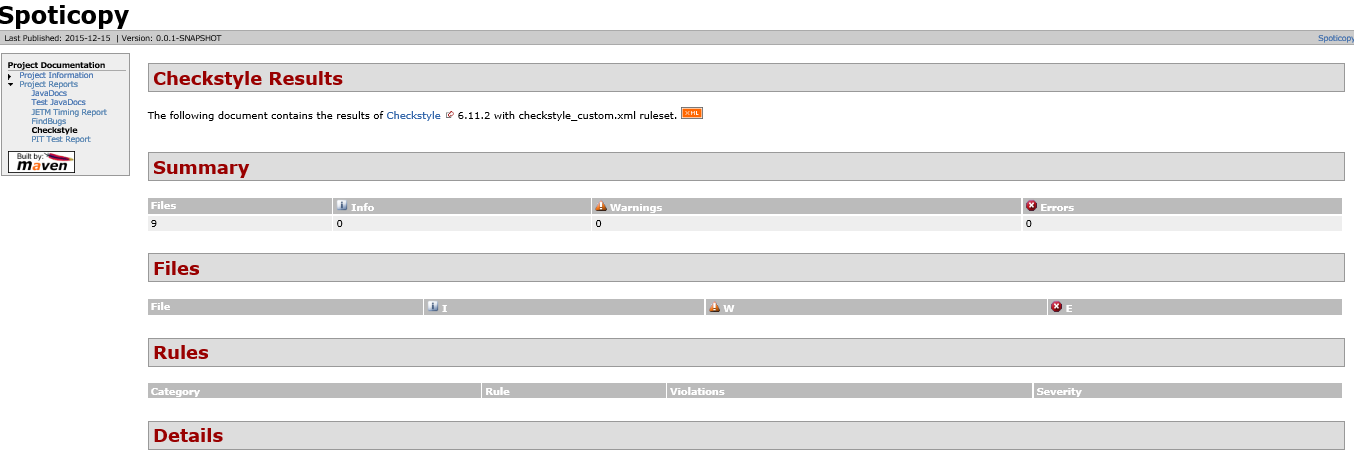 Spoticopy
Last Published: 2015-12-15 | Version: 0.0.1-SNAPSHOT
Spoticopy
Project Documentation
Project Information
Project Reports
JavaDocs
Test JavaDocs
JETM Timing Report
FindBugs
Checkstyle
PIT Test Report
Built by:
maven
Checkstyle Results
The following document contains the results of Checkstyle 6.11.2 with checkstyle_custom.xml ruleset. XML
Summary
Files Info Warnings Errors
9 0 0 0
Files
File I W E
Rules
Category Rule Violations Severity
Details